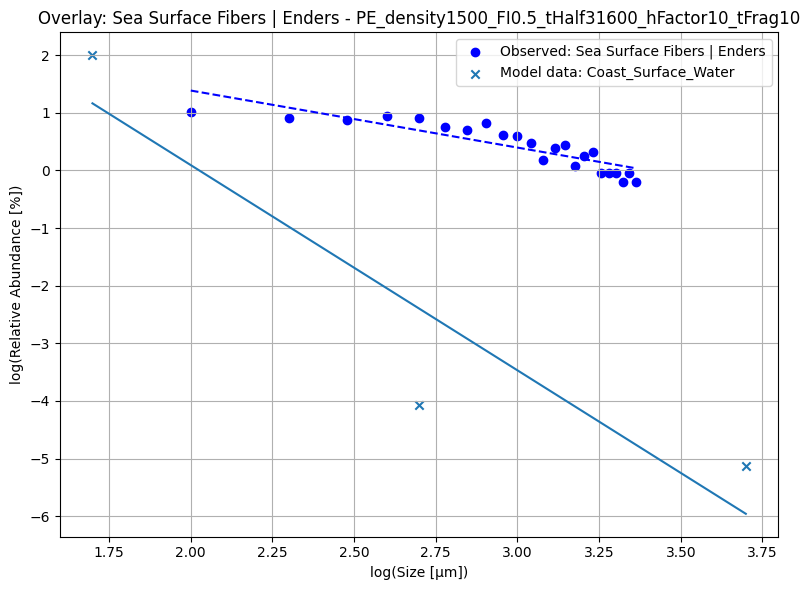 Overlay: Sea Surface Fibers | Enders - PE_density1500_FI0.5_tHalf31600_hFactor10_tFrag10
Observed: Sea Surface Fibers | Enders
Model data: Coast_Surface_Water
log(Relative Abundance [%])
2
1
0
−1
−2
−3
−4
−5
−6
1.75 2.00 2.25 2.50 2.75 3.00 3.25 3.50 3.75
log(Size [µm])